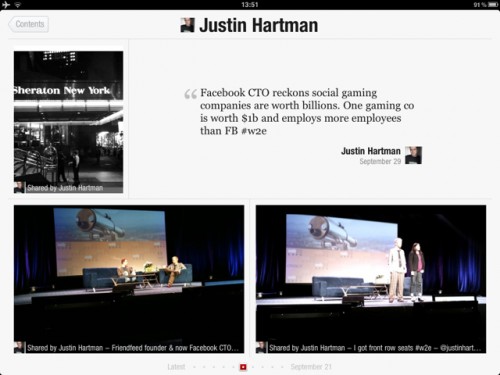 13:51
91 %
Contents
Justin Hartman
Sheraton New York
Shared by Justin Hartman
“ Facebook CTO reckons social gaming
companies are worth billions. One gaming co
is worth $1b and employs more employees
than FB #w2e
Justin Hartman
September 29
Shared by Justin Hartman – Friendfeed founder & now Facebook CTO...
Shared by Justin Hartman – I got front row seats #w2e – @justinhart...
Latest
September 21